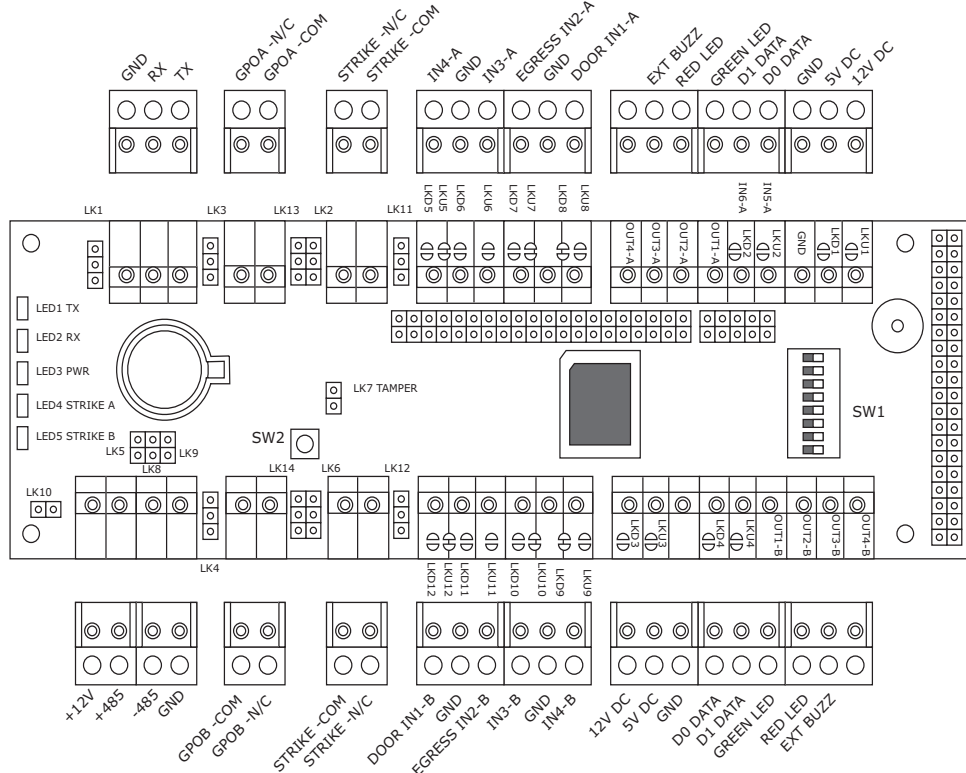 GND
RX
TX
GPOA -N/C
GPOA -COM
STRIKE -N/C
STRIKE -COM
IN4-A
GND
IN3-A
EGRESS IN2-A
GND
DOOR IN1-A
EXT BUZZ
RED LED
GREEN LED
D1 DATA
D0 DATA
GND
5V DC
12V DC
LK1
LK3
LK13
LK2
LK11
LKD5
LKU5
LKD6
LKU6
LKD7
LKU7
LKD8
LKU8
IN6-A
IN5-A
OUT4-A
OUT3-A
OUT2-A
OUT1-A
LKD2
LKU2
GND
LKD1
LKU1
LED1 TX
LED2 RX
LED3 PWR
LED4 STRIKE A
LED5 STRIKE B
LK7 TAMPER
SW1
SW2
LK5
LK9
LK8
LK10
LK14
LK6
LK12
LK4
LKD12
LKU12
LKD11
LKU11
LKD10
LKU10
LKD9
LKU9
LKD3
LKU3
LKD4
LKU4
OUT1-B
OUT2-B
OUT3-B
OUT4-B
+12V
+485
-485
GND
GPOB -COM
GPOB -N/C
STRIKE -COM
STRIKE -N/C
DOOR IN1-B
GND
EGRESS IN2-B
IN3-B
GND
IN4-B
12V DC
5V DC
GND
D0 DATA
D1 DATA
GREEN LED
RED LED
EXT BUZZ